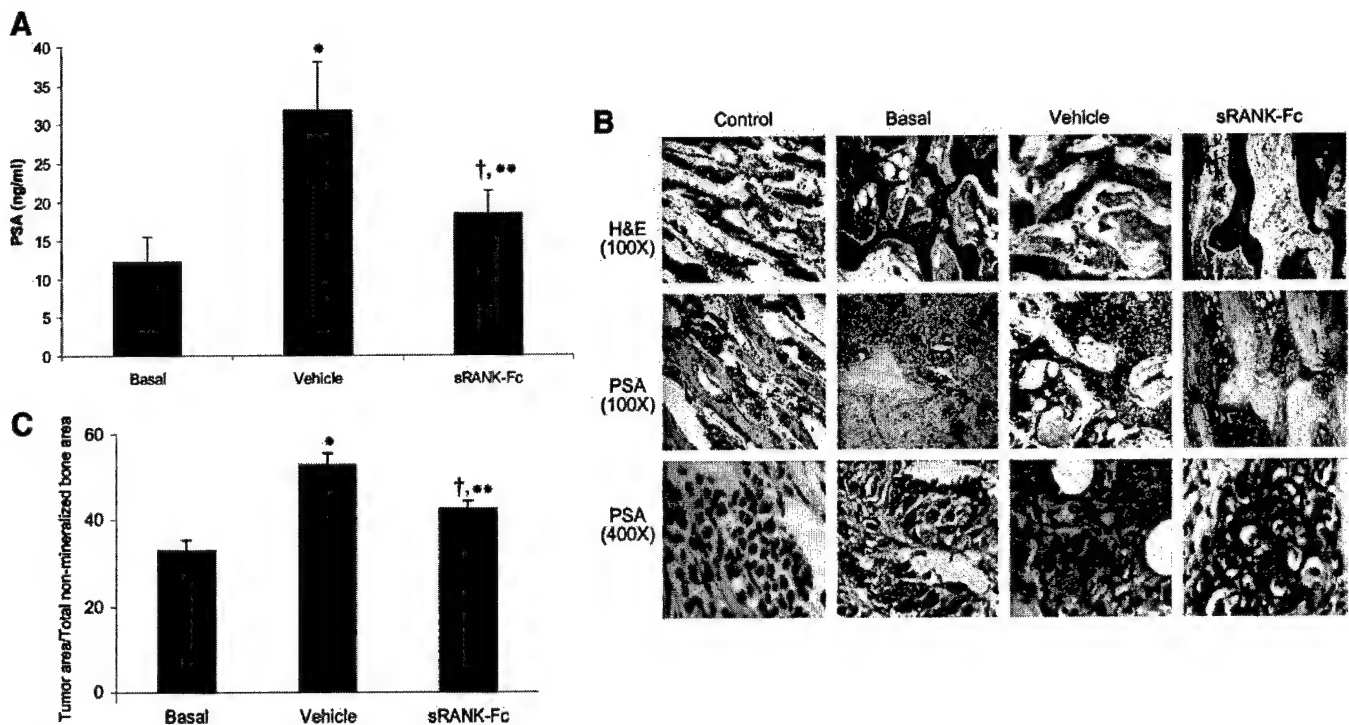 A
PSA (ng/ml)
40
35
30
25
20
15
10
5
0
*
†, **
Basal
Vehicle
sRANK-Fc
B
Control
Basal
Vehicle
sRANK-Fc
H&E
(100X)
PSA
(100X)
PSA
(400X)
C
Tumor area/Total non-mineralized bone area
60
40
20
0
*
†, **
Basal
Vehicle
sRANK-Fc